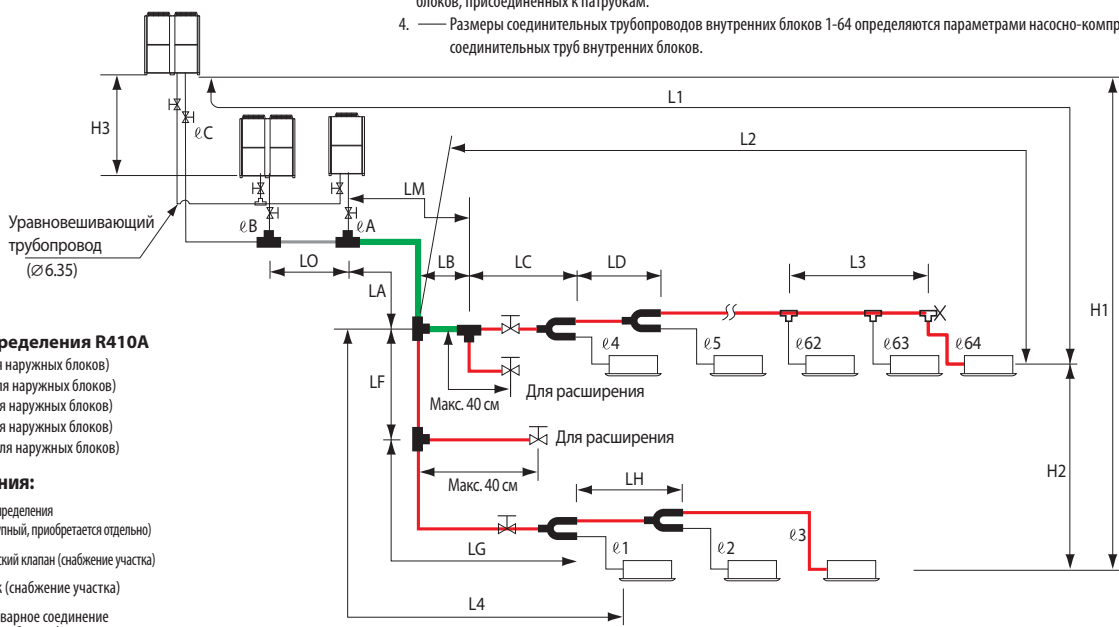 блоков, присоединенных к патрубкам.
4. —— Размеры соединительных трубопроводов внутренних блоков 1-64 определяются параметрами насосно-компр
соединительных труб внутренних блоков.
L1
H3
ℓC
L2
LM
Уравновешивающий
трубопровод
(∅6.35)
ℓB
ℓA
LO
LA
LB
LC
LD
L3
H1
ределения R410A
я наружных блоков)
ля наружных блоков)
я наружных блоков)
я наружных блоков)
ля наружных блоков)
ℓ4
ℓ5
ℓ62
ℓ63
ℓ64
LF
Макс. 40 см
Для расширения
Для расширения
H2
ния:
пределения
упный, приобретается отдельно)
ский клапан (снабжение участка)
к (снабжение участка)
варное соединение
Макс. 40 см
LH
LG
ℓ1
ℓ2
ℓ3
L4